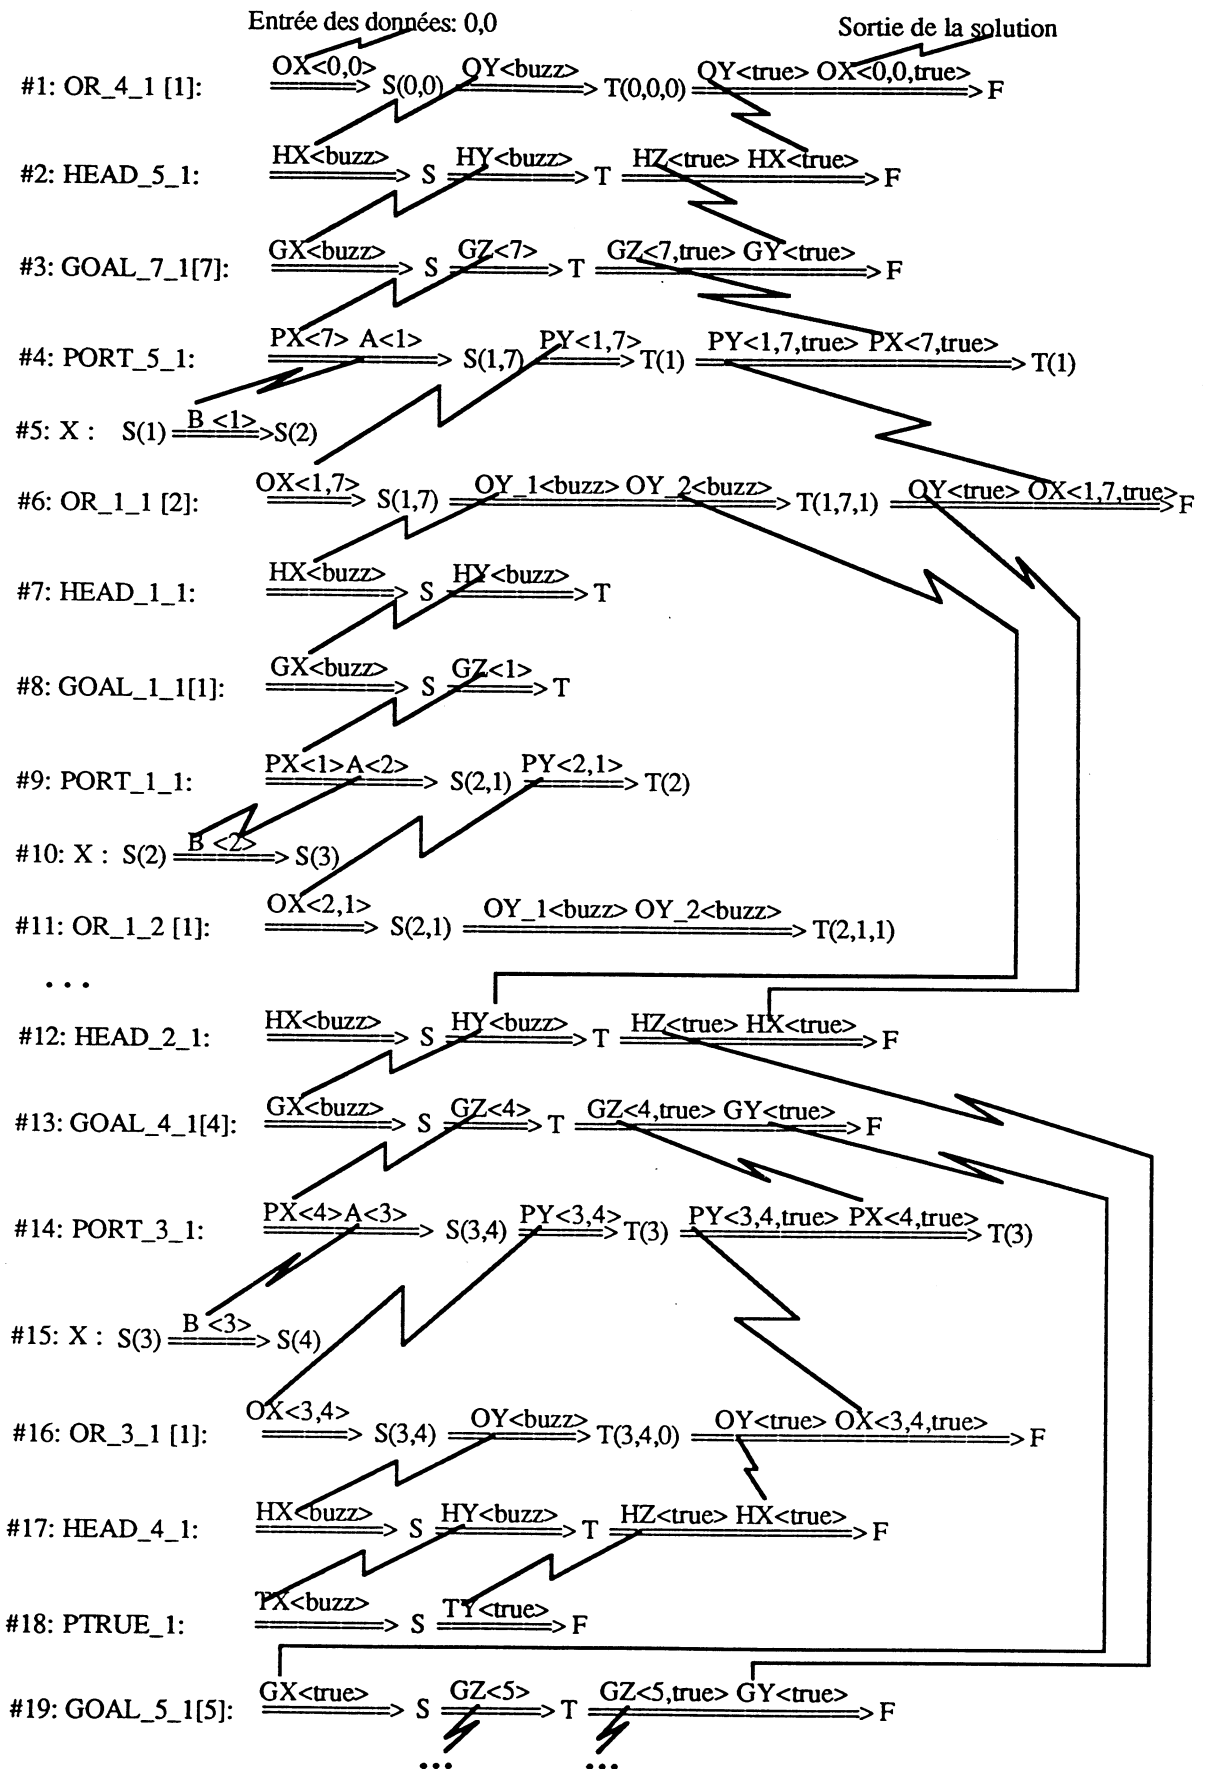 Entrée des données: 0,0
Sortie de la solution
#1: OR_4_1 [1]: OX<0,0> S(0,0) OY<buzz> T(0,0,0) OY<true> OX<0,0,true> F
#2: HEAD_5_1: HX<buzz> S HY<buzz> T HZ<true> HX<true> F
#3: GOAL_7_1[7]: GX<buzz> S GZ<7> T GZ<7,true> GY<true> F
#4: PORT_5_1: PX<7> A<1> S(1,7) PY<1,7> T(1) PY<1,7,true> PX<7,true> T(1)
#5: X : S(1) B <1> S(2)
#6: OR_1_1 [2]: OX<1,7> S(1,7) OY_1<buzz> OY_2<buzz> T(1,7,1) OY<true> OX<1,7,true> F
#7: HEAD_1_1: HX<buzz> S HY<buzz> T
#8: GOAL_1_1[1]: GX<buzz> S GZ<1> T
#9: PORT_1_1: PX<1>A<2> S(2,1) PY<2,1> T(2)
#10: X : S(2) B <2> S(3)
#11: OR_1_2 [1]: OX<2,1> S(2,1) OY_1<buzz> OY_2<buzz> T(2,1,1)
...
#12: HEAD_2_1: HX<buzz> S HY<buzz> T HZ<true> HX<true> F
#13: GOAL_4_1[4]: GX<buzz> S GZ<4> T GZ<4,true> GY<true> F
#14: PORT_3_1: PX<4>A<3> S(3,4) PY<3,4> T(3) PY<3,4,true> PX<4,true> T(3)
#15: X : S(3) B <3> S(4)
#16: OR_3_1 [1]: OX<3,4> S(3,4) OY<buzz> T(3,4,0) OY<true> OX<3,4,true> F
#17: HEAD_4_1: HX<buzz> S HY<buzz> T HZ<true> HX<true> F
#18: PTRUE_1: TX<buzz> S TY<true> F
#19: GOAL_5_1[5]: GX<true> S GZ<5> T GZ<5,true> GY<true> F
... ...